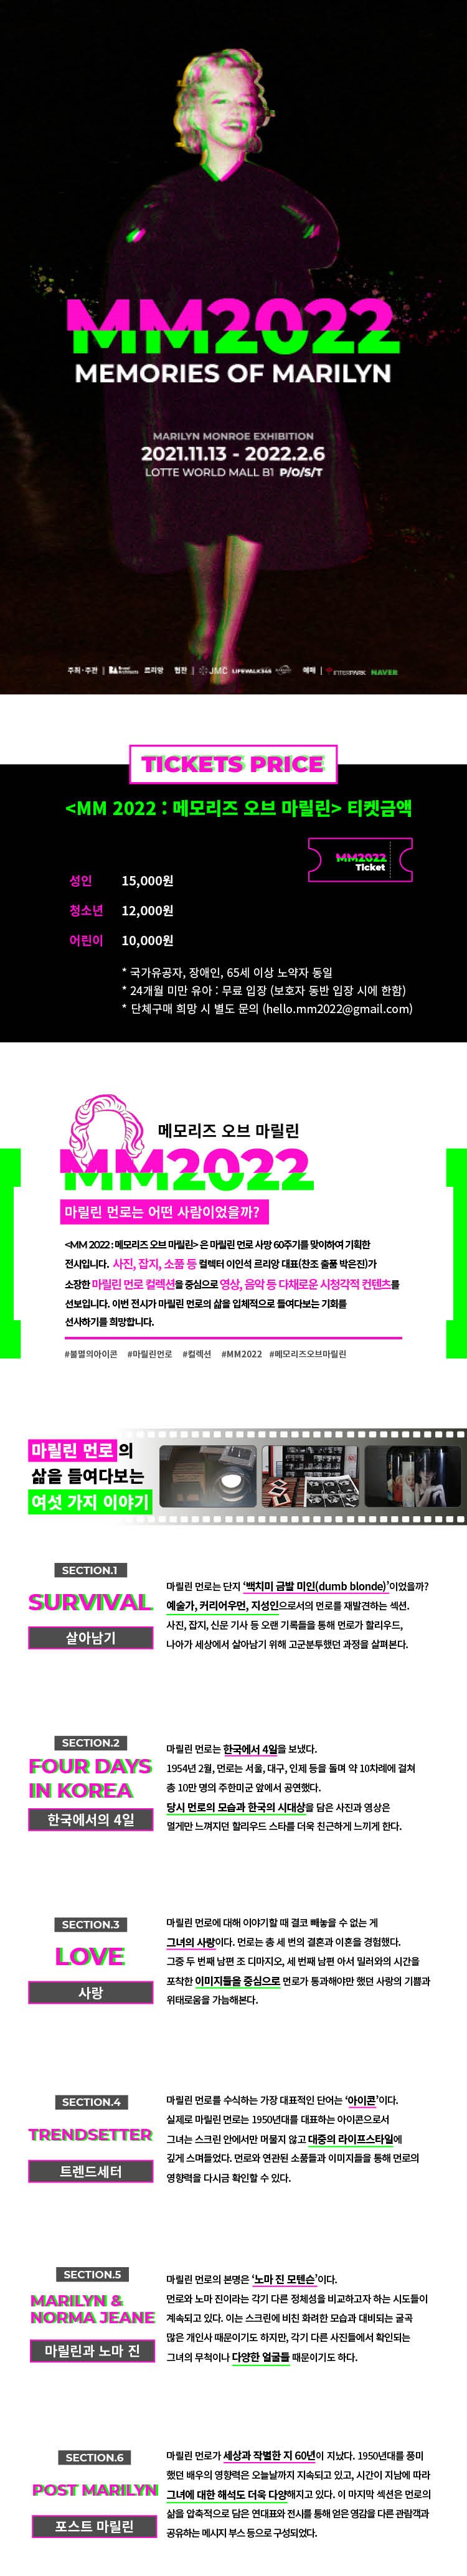 MM2022
MEMORIES OF MARILYN
MARILYN MONROE EXHIBITION
2021.11.13 - 2022.2.6
LOTTE WORLD MALL B1 P/O/S/T
주최·주관 | BA Brand Architects 르리앙 협찬 | JMC LIFEWALK365 예매 | INTERPARK NAVER
TICKETS PRICE
<MM 2022 : 메모리즈 오브 마릴린> 티켓금액
MM2022
Ticket
성인 15,000원
청소년 12,000원
어린이 10,000원
* 국가유공자, 장애인, 65세 이상 노약자 동일
* 24개월 미만 유아 : 무료 입장 (보호자 동반 입장 시에 한함)
* 단체구매 희망 시 별도 문의 (hello.mm2022@gmail.com)
메모리즈 오브 마릴린
MM2022
마릴린 먼로는 어떤 사람이었을까?
<MM 2022 : 메모리즈 오브 마릴린> 은 마릴린 먼로 사망 60주기를 맞이하여 기획한
전시입니다. 사진, 잡지, 소품 등 컬렉터 이인석 르리앙 대표(찬조 출품 박은진)가
소장한 마릴린 먼로 컬렉션을 중심으로 영상, 음악 등 다채로운 시청각적 컨텐츠를
선보입니다. 이번 전시가 마릴린 먼로의 삶을 입체적으로 들여다보는 기회를
선사하기를 희망합니다.
#불멸의아이콘 #마릴린먼로 #컬렉션 #MM2022 #메모리즈오브마릴린
마릴린 먼로의
삶을 들여다보는
여섯 가지 이야기
SECTION.1
SURVIVAL
살아남기
마릴린 먼로는 단지 ‘백치미 금발 미인(dumb blonde)’이었을까?
예술가, 커리어우먼, 지성인으로서의 먼로를 재발견하는 섹션.
사진, 잡지, 신문 기사 등 오랜 기록들을 통해 먼로가 할리우드,
나아가 세상에서 살아남기 위해 고군분투했던 과정을 살펴본다.
SECTION.2
FOUR DAYS
IN KOREA
한국에서의 4일
마릴린 먼로는 한국에서 4일을 보냈다.
1954년 2월, 먼로는 서울, 대구, 인제 등을 돌며 약 10차례에 걸쳐
총 10만 명의 주한미군 앞에서 공연했다.
당시 먼로의 모습과 한국의 시대상을 담은 사진과 영상은
멀게만 느껴지던 할리우드 스타를 더욱 친근하게 느끼게 한다.
SECTION.3
LOVE
사랑
마릴린 먼로에 대해 이야기할 때 결코 빼놓을 수 없는 게
그녀의 사랑이다. 먼로는 총 세 번의 결혼과 이혼을 경험했다.
그중 두 번째 남편 조 디마지오, 세 번째 남편 아서 밀러와의 시간을
포착한 이미지들을 중심으로 먼로가 통과해야만 했던 사랑의 기쁨과
위태로움을 가늠해본다.
SECTION.4
TRENDSETTER
트렌드세터
마릴린 먼로를 수식하는 가장 대표적인 단어는 ‘아이콘’이다.
실제로 마릴린 먼로는 1950년대를 대표하는 아이콘으로서
그녀는 스크린 안에서만 머물지 않고 대중의 라이프스타일에
깊게 스며들었다. 먼로와 연관된 소품들과 이미지들을 통해 먼로의
영향력을 다시금 확인할 수 있다.
SECTION.5
MARILYN &
NORMA JEANE
마릴린과 노마 진
마릴린 먼로의 본명은 ‘노마 진 모텐슨’이다.
먼로와 노마 진이라는 각기 다른 정체성을 비교하고자 하는 시도들이
계속되고 있다. 이는 스크린에 비친 화려한 모습과 대비되는 굴곡
많은 개인사 때문이기도 하지만, 각기 다른 사진들에서 확인되는
그녀의 무척이나 다양한 얼굴들 때문이기도 하다.
SECTION.6
POST MARILYN
포스트 마릴린
마릴린 먼로가 세상과 작별한 지 60년이 지났다. 1950년대를 풍미
했던 배우의 영향력은 오늘날까지 지속되고 있고, 시간이 지남에 따라
그녀에 대한 해석도 더욱 다양해지고 있다. 이 마지막 섹션은 먼로의
삶을 압축적으로 담은 연대표와 전시를 통해 얻은 영감을 다른 관람객과
공유하는 메시지 부스 등으로 구성되었다.